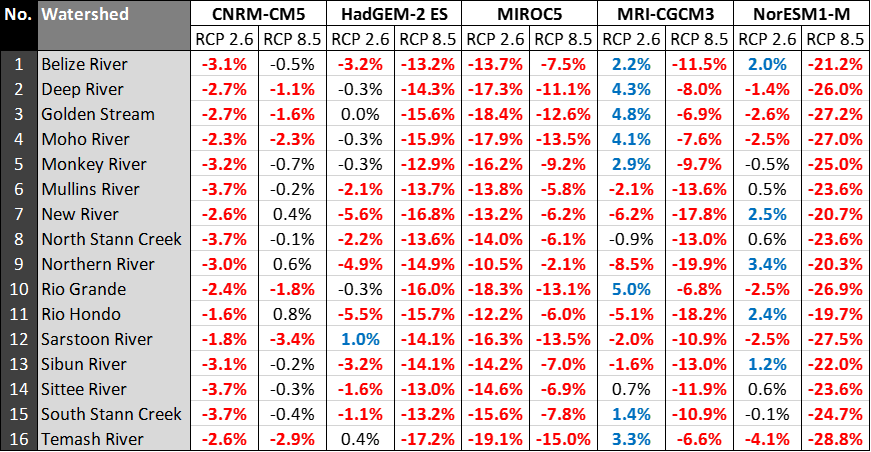 No. Watershed CNRM-CM5 HadGEM-2 ES MIROC5 MRI-CGCM3 NorESM1-M
RCP 2.6 RCP 8.5 RCP 2.6 RCP 8.5 RCP 2.6 RCP 8.5 RCP 2.6 RCP 8.5 RCP 2.6 RCP 8.5
1 Belize River -3.1% -0.5% -3.2% -13.2% -13.7% -7.5% 2.2% -11.5% 2.0% -21.2%
2 Deep River -2.7% -1.1% -0.3% -14.3% -17.3% -11.1% 4.3% -8.0% -1.4% -26.0%
3 Golden Stream -2.7% -1.6% 0.0% -15.6% -18.4% -12.6% 4.8% -6.9% -2.6% -27.2%
4 Moho River -2.3% -2.3% -0.3% -15.9% -17.9% -13.5% 4.1% -7.6% -2.5% -27.0%
5 Monkey River -3.2% -0.7% -0.3% -12.9% -16.2% -9.2% 2.9% -9.7% -0.5% -25.0%
6 Mullins River -3.7% -0.2% -2.1% -13.7% -13.8% -5.8% -2.1% -13.6% 0.5% -23.6%
7 New River -2.6% 0.4% -5.6% -16.8% -13.2% -6.2% -6.2% -17.8% 2.5% -20.7%
8 North Stann Creek -3.7% -0.1% -2.2% -13.6% -14.0% -6.1% -0.9% -13.0% 0.6% -23.6%
9 Northern River -3.0% 0.6% -4.9% -14.9% -10.5% -2.1% -8.5% -19.9% 3.4% -20.3%
10 Rio Grande -2.4% -1.8% -0.3% -16.0% -18.3% -13.1% 5.0% -6.8% -2.5% -26.9%
11 Rio Hondo -1.6% 0.8% -5.5% -15.7% -12.2% -6.0% -5.1% -18.2% 2.4% -19.7%
12 Sarstoon River -1.8% -3.4% 1.0% -14.1% -16.3% -13.5% -2.0% -10.9% -2.5% -27.5%
13 Sibun River -3.1% -0.2% -3.2% -14.1% -14.2% -7.0% -1.6% -13.0% 1.2% -22.0%
14 Sittee River -3.7% -0.3% -1.6% -13.0% -14.6% -6.9% 0.7% -11.9% 0.6% -23.6%
15 South Stann Creek -3.7% -0.4% -1.1% -13.2% -15.6% -7.8% 1.4% -10.9% -0.1% -24.7%
16 Temash River -2.6% -2.9% 0.4% -17.2% -19.1% -15.0% 3.3% -6.6% -4.1% -28.8%